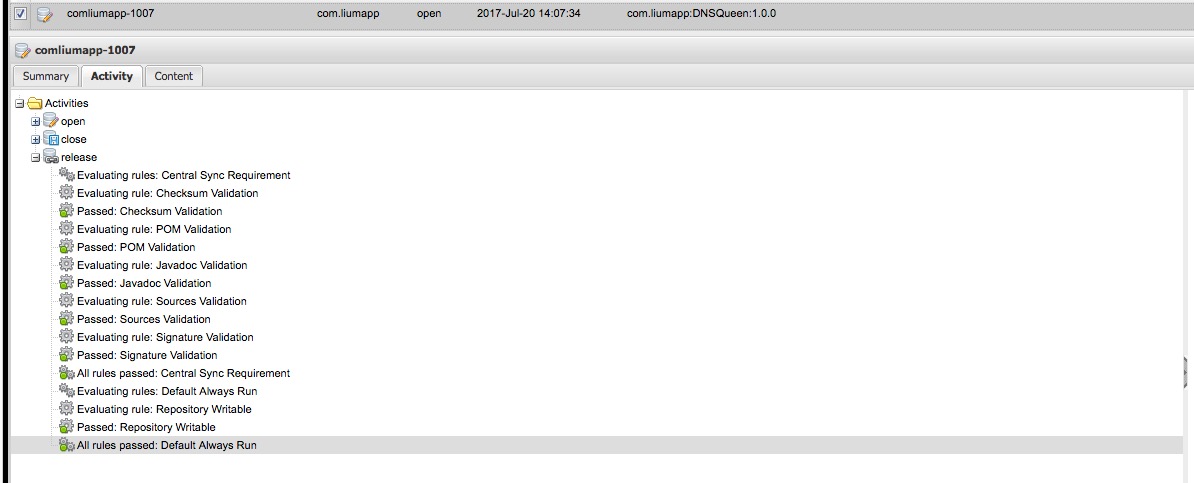 comliumapp-1007 com.liumapp open 2017-Jul-20 14:07:34 com.liumapp:DNSQueen:1.0.0
comliumapp-1007
Summary Activity Content
Activities
open
close
release
Evaluating rules: Central Sync Requirement
Evaluating rule: Checksum Validation
Passed: Checksum Validation
Evaluating rule: POM Validation
Passed: POM Validation
Evaluating rule: Javadoc Validation
Passed: Javadoc Validation
Evaluating rule: Sources Validation
Passed: Sources Validation
Evaluating rule: Signature Validation
Passed: Signature Validation
All rules passed: Central Sync Requirement
Evaluating rules: Default Always Run
Evaluating rule: Repository Writable
Passed: Repository Writable
All rules passed: Default Always Run